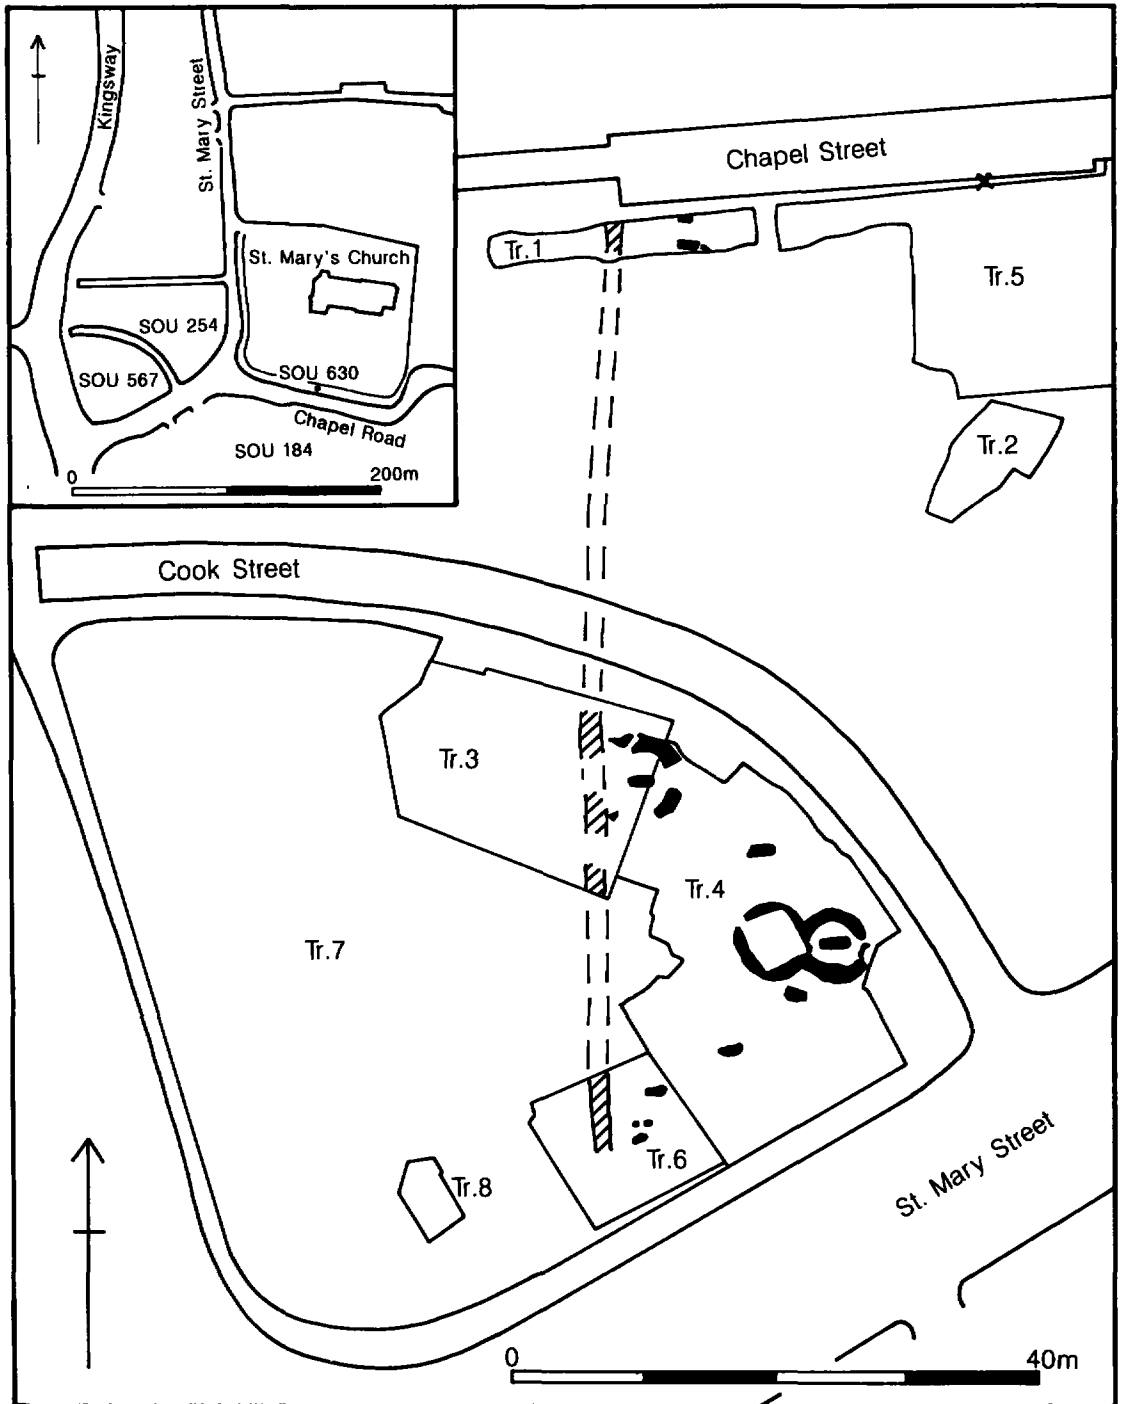 Kingsway
St. Mary Street
St. Mary's Church
SOU 254
SOU 567
SOU 630
Chapel Road
SOU 184
0
200m
Chapel Street
Tr.1
Tr.5
Tr.2
Cook Street
Tr.3
Tr.4
Tr.7
Tr.6
Tr.8
St. Mary Street
0
40m